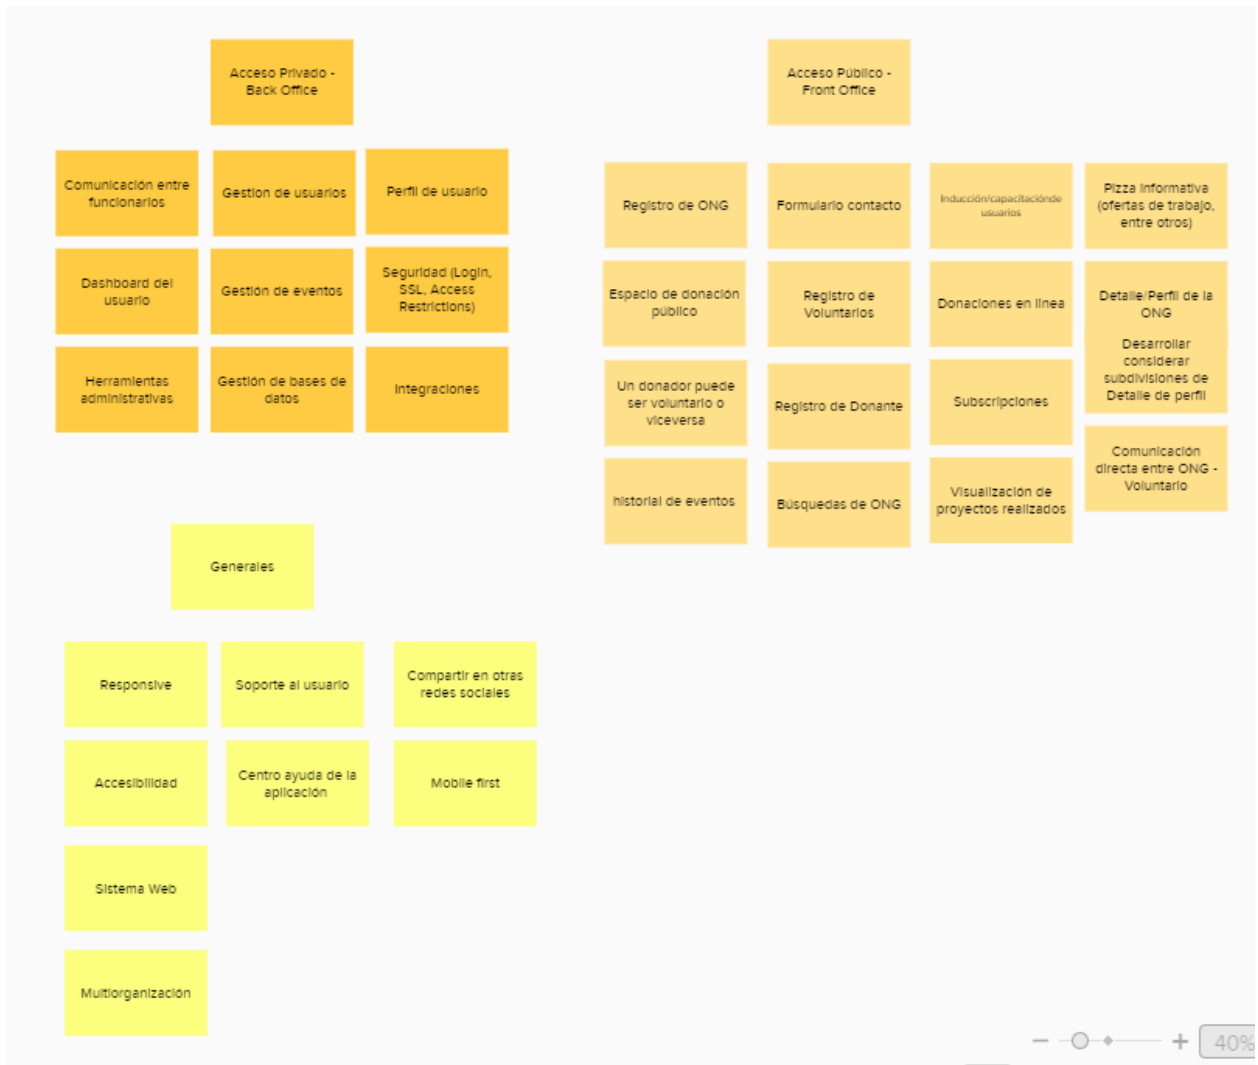 Acceso Privado -
Back Office
Comunicación entre
funcionarios
Gestion de usuarios
Perfil de usuario
Dashboard del
usuario
Gestión de eventos
Seguridad (Login,
SSL, Access
Restrictions)
Herramientas
administrativas
Gestión de bases de
datos
Integraciones
Acceso Público -
Front Office
Registro de ONG
Formulario contacto
Inducción/capacitaciónde
usuarios
Pizza informativa
(ofertas de trabajo,
entre otros)
Espacio de donación
público
Registro de
Voluntarios
Donaciones en linea
Detalle/Perfil de la
ONG
Desarrollar
considerar
subdivisiones de
Detalle de perfil
Un donador puede
ser voluntario o
viceversa
Registro de Donante
Subscripciones
Comunicación
directa entre ONG -
Voluntario
historial de eventos
Búsquedas de ONG
Visualización de
proyectos realizados
Generales
Responsive
Soporte al usuario
Compartir en otras
redes sociales
Accesibilidad
Centro ayuda de la
aplicación
Mobile first
Sistema Web
Multiorganización
40%